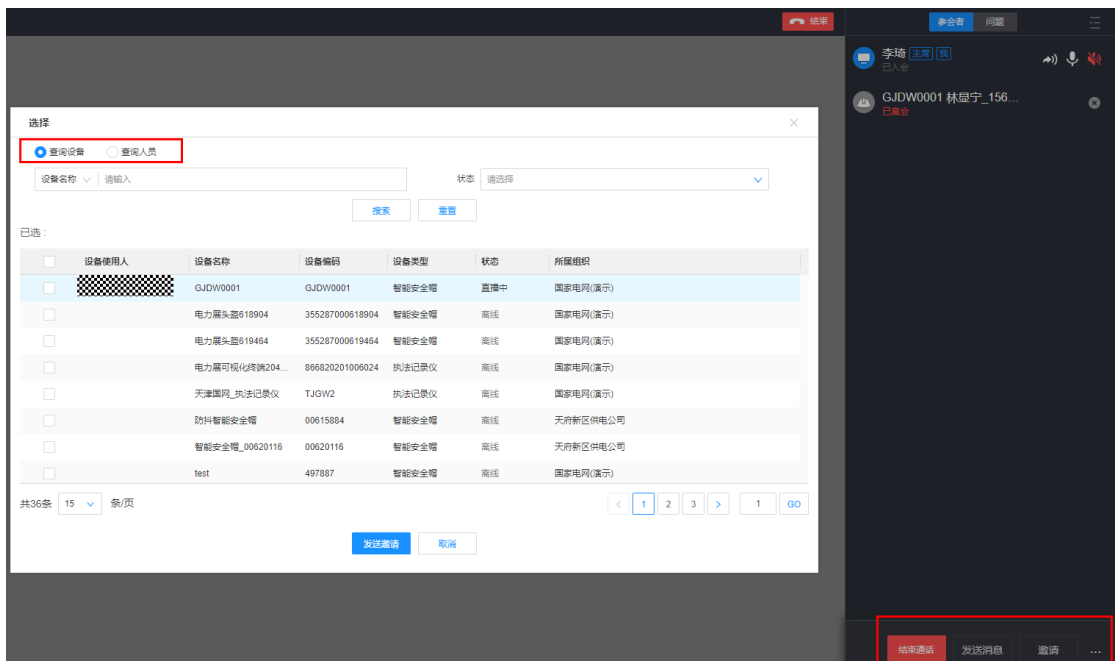 结束
参会者 问题
李琦 主席 我
已入会
GJDW0001 林显宁_156...
已离会
选择
查询设备 查询人员
设备名称 请输入 状态 请选择
搜索 重置
已选 :
设备使用人 设备名称 设备编码 设备类型 状态 所属组织
GJDW0001 GJDW0001 智能安全帽 直播中 国家电网(演示)
电力展头盔618904 355287000618904 智能安全帽 离线 国家电网(演示)
电力展头盔619464 355287000619464 智能安全帽 离线 国家电网(演示)
电力展可视化终端204... 866820201006024 执法记录仪 离线 国家电网(演示)
天津国网_执法记录仪 TJGW2 执法记录仪 离线 国家电网(演示)
防抖智能安全帽 00615884 智能安全帽 离线 天府新区供电公司
智能安全帽_00620116 00620116 智能安全帽 离线 天府新区供电公司
test 497887 智能安全帽 离线 国家电网(演示)
共36条 15 条/页 < 1 2 3 > 1 GO
发送邀请 取消
结束通话 发送消息 邀请 ...